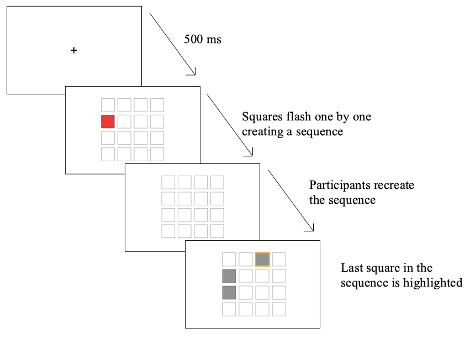 +
500 ms
Squares flash one by one
creating a sequence
Participants recreate
the sequence
Last square in the
sequence is highlighted